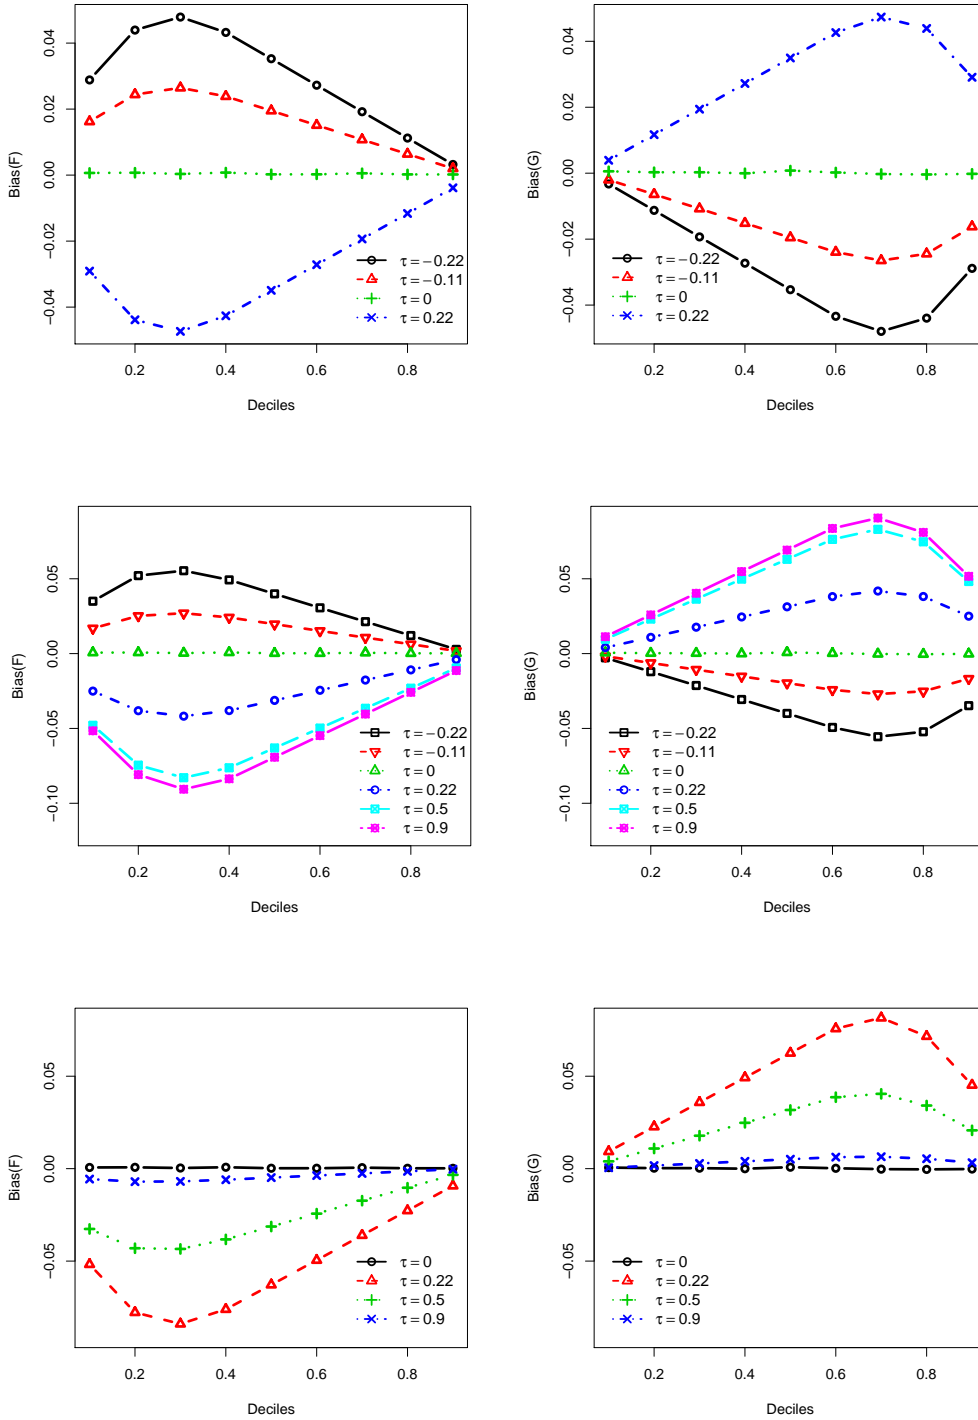 Bias(F)
0.04
0.02
0.00
−0.02
−0.04
τ = −0.22
τ = −0.11
τ = 0
τ = 0.22
0.2 0.4 0.6 0.8
Deciles
Bias(G)
0.04
0.02
0.00
−0.02
−0.04
τ = −0.22
τ = −0.11
τ = 0
τ = 0.22
0.2 0.4 0.6 0.8
Deciles
Bias(F)
0.05
0.00
−0.05
−0.10
τ = −0.22
τ = −0.11
τ = 0
τ = 0.22
τ = 0.5
τ = 0.9
0.2 0.4 0.6 0.8
Deciles
Bias(G)
0.05
0.00
−0.05
−0.10
τ = −0.22
τ = −0.11
τ = 0
τ = 0.22
τ = 0.5
τ = 0.9
0.2 0.4 0.6 0.8
Deciles
Bias(F)
0.05
0.00
−0.05
τ = 0
τ = 0.22
τ = 0.5
τ = 0.9
0.2 0.4 0.6 0.8
Deciles
Bias(G)
0.05
0.00
−0.05
τ = 0
τ = 0.22
τ = 0.5
τ = 0.9
0.2 0.4 0.6 0.8
Deciles